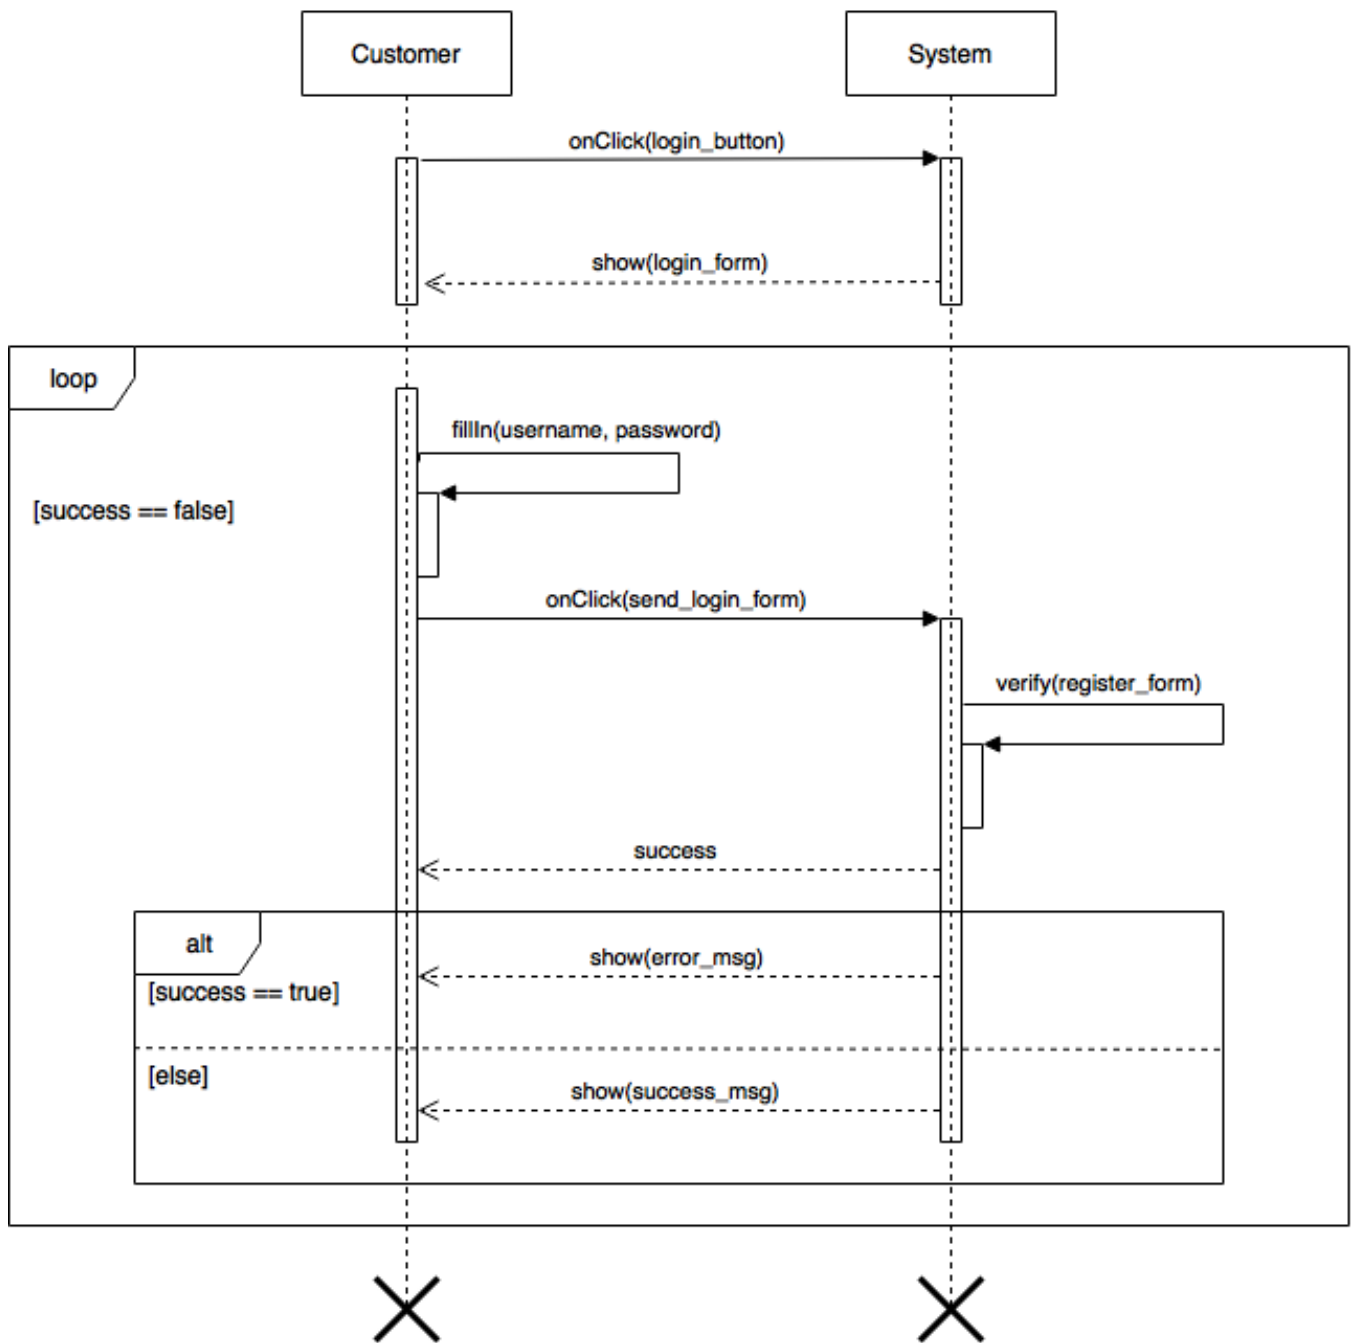 Customer
System
onClick(login_button)
show(login_form)
loop
fillIn(username, password)
[success == false]
onClick(send_login_form)
verify(register_form)
success
alt
show(error_msg)
[success == true]
[else]
show(success_msg)